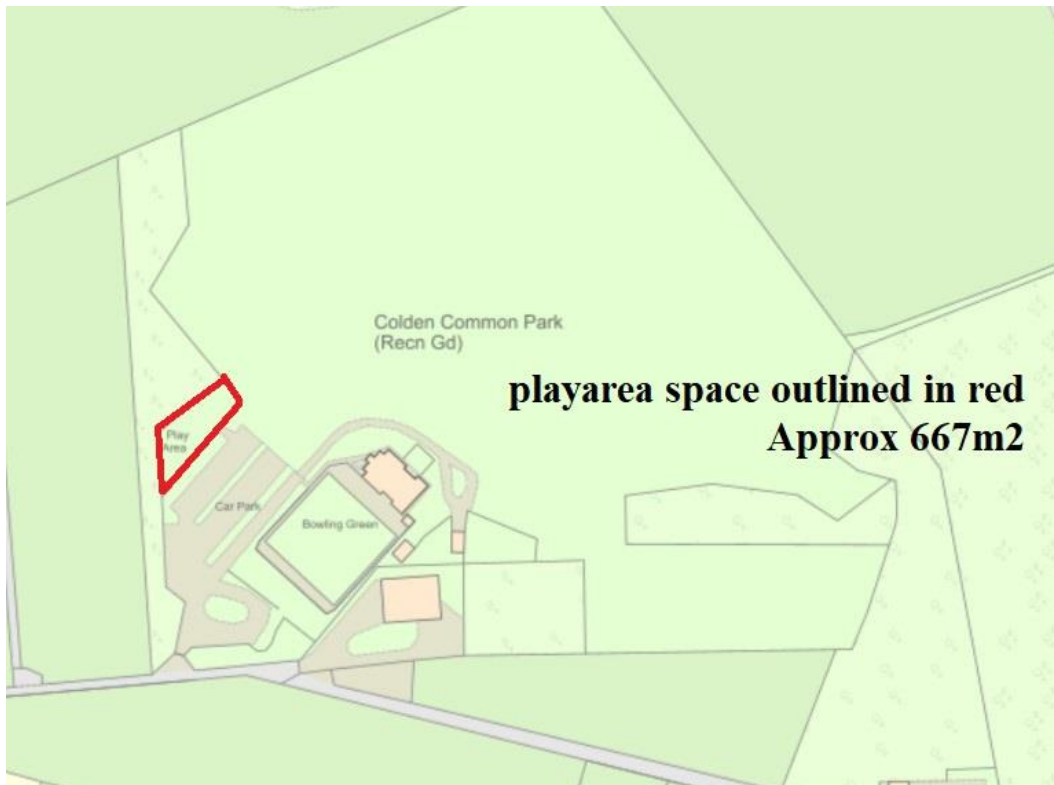 Colden Common Park
(Recn Gd)
playarea space outlined in red
Approx 667m2
Play
Area
Car Park
Bowling Green